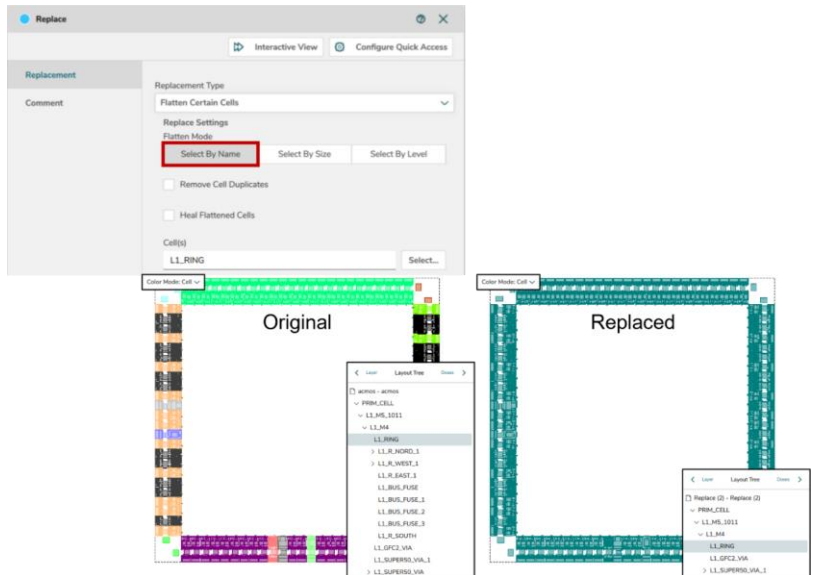 Replace
Interactive View
Configure Quick Access
Replacement
Comment
Replacement Type
Flatten Certain Cells
Replace Settings
Flatten Mode
Select By Name
Select By Size
Select By Level
Remove Cell Duplicates
Heal Flattened Cells
Cell(s)
L1_RING
Select...
Color Mode: Cell
Original
Layer Layout Tree Down
acmos - acmos
PRIM_CELL
L1_MS_1011
L1_M4
L1_RING
L1_R_NORD_1
L1_R_WEST_1
L1_R_EAST_1
L1_BUS_FUSE
L1_BUS_FUSE_1
L1_BUS_FUSE_2
L1_BUS_FUSE_3
L1_R_SOUTH
L1_GFC2_VIA
L1_SUPERS0_VIA_1
L1_SUPERS0_VIA
Color Mode: Cell
Replaced
Layer Layout Tree
Replace (2) - Replace (2)
PRIM_CELL
L1_MS_1011
L1_M4
L1_RING
L1_GFC2_VIA
L1_SUPERS0_VIA_1